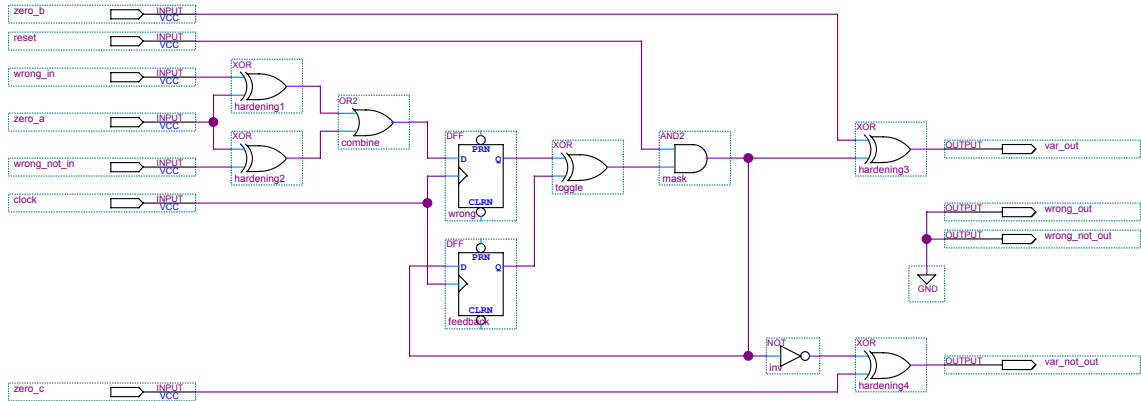 zero_b INPUT
VCC
reset INPUT
VCC
wrong_in INPUT
VCC
XOR
hardening1
zero_a INPUT
VCC
XOR
hardening2
wrong_not_in INPUT
VCC
clock INPUT
VCC
OR2
combine
DFF
PRN
D Q
CLRN
wrong
XOR
toggle
AND2
mask
XOR
hardening3
OUTPUT var_out
OUTPUT wrong_out
OUTPUT wrong_not_out
GND
DFF
PRN
D Q
CLRN
feedback
NOT
inv
XOR
hardening4
OUTPUT var_not_out
zero_c INPUT
VCC